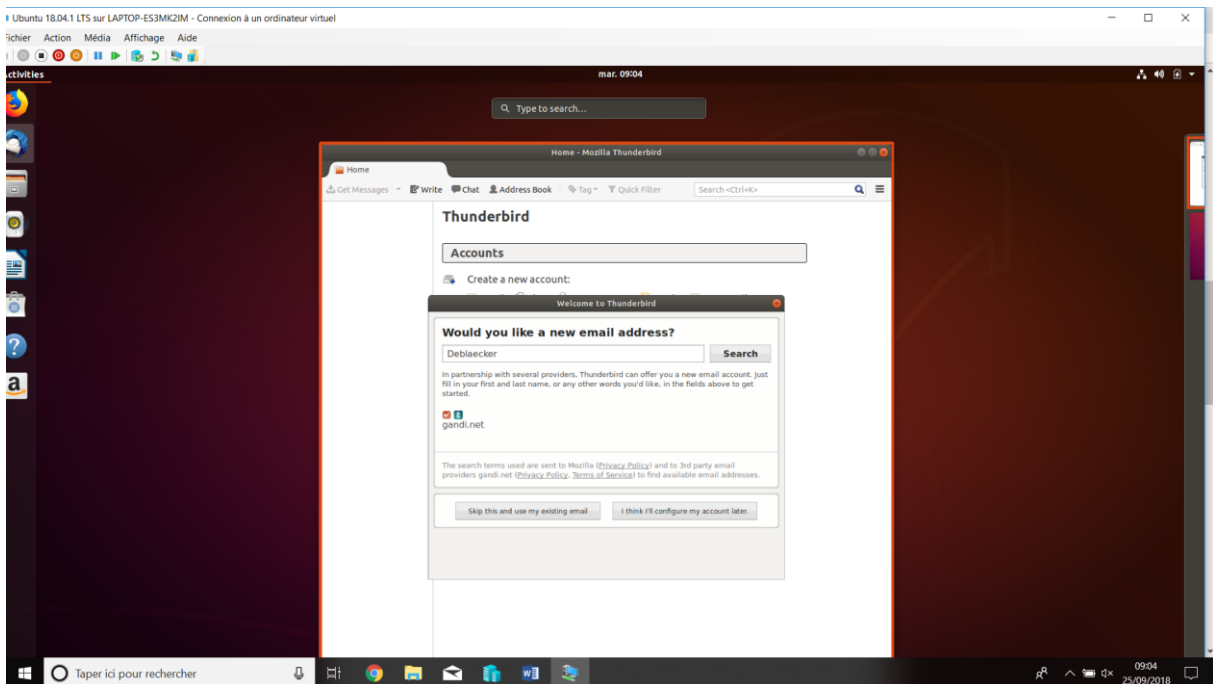 Ubuntu 18.04.1 LTS sur LAPTOP-ES3MK2IM - Connexion à un ordinateur virtuel
Fichier Action Média Affichage Aide
Activities mar. 09:04
Type to search...
Home - Mozilla Thunderbird
Home
Get Messages Write Chat Address Book Tag Quick Filter Search <Ctrl+K>
Thunderbird
Accounts
Create a new account:
Welcome to Thunderbird
Would you like a new email address?
Deblaecker Search
In partnership with several providers, Thunderbird can offer you a new email account. Just
fill in your first and last name, or any other words you'd like, in the fields above to get
started.
gandi.net
The search terms used are sent to Mozilla (Privacy Policy) and to 3rd party email
providers gandi.net (Privacy Policy, Terms of Service) to find available email addresses.
Skip this and use my existing email I think I'll configure my account later.
Taper ici pour rechercher
09:04
25/09/2018